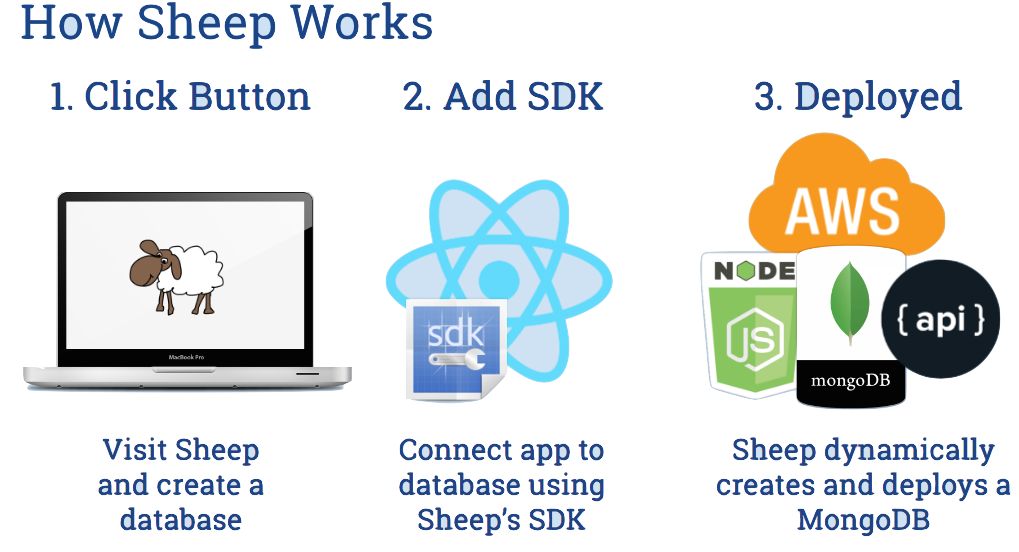 How Sheep Works
1. Click Button
2. Add SDK
3. Deployed
MacBook Pro
sdk
AWS
NODE
JS
mongoDB
{ api }
Visit Sheep
and create a
database
Connect app to
database using
Sheep's SDK
Sheep dynamically
creates and deploys a
MongoDB